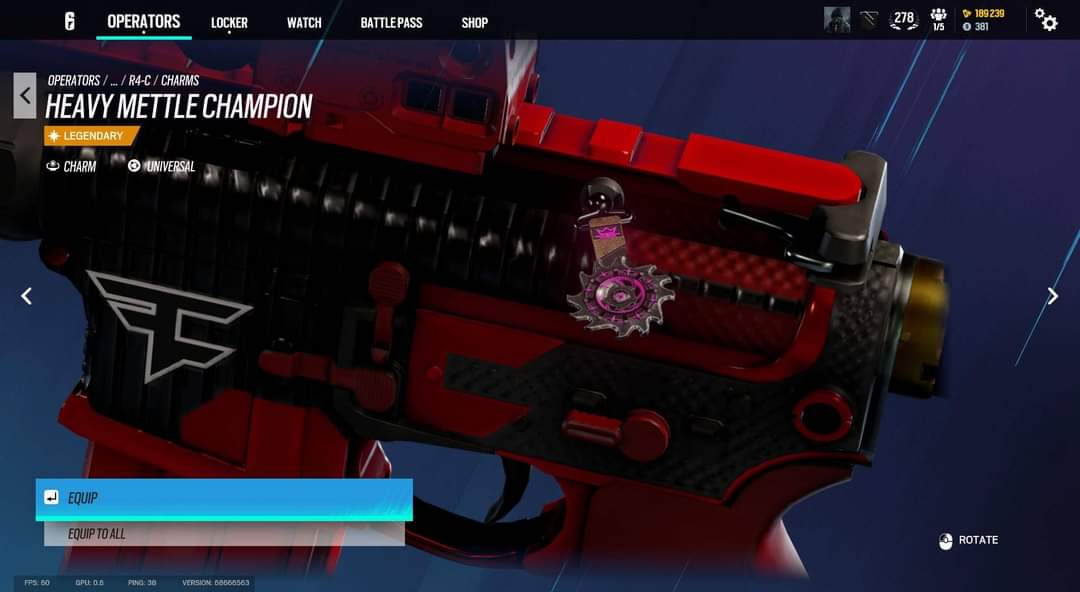 OPERATORS
LOCKER
WATCH
BATTLE PASS
SHOP
278
1/5
189 239
381
OPERATORS / ... / R4-C / CHARMS
HEAVY METTLE CHAMPION
LEGENDARY
CHARM
UNIVERSAL
EQUIP
EQUIP TO ALL
ROTATE
FPS: 60 GPU: 0.6 PING: 38 VERSION: 68666563